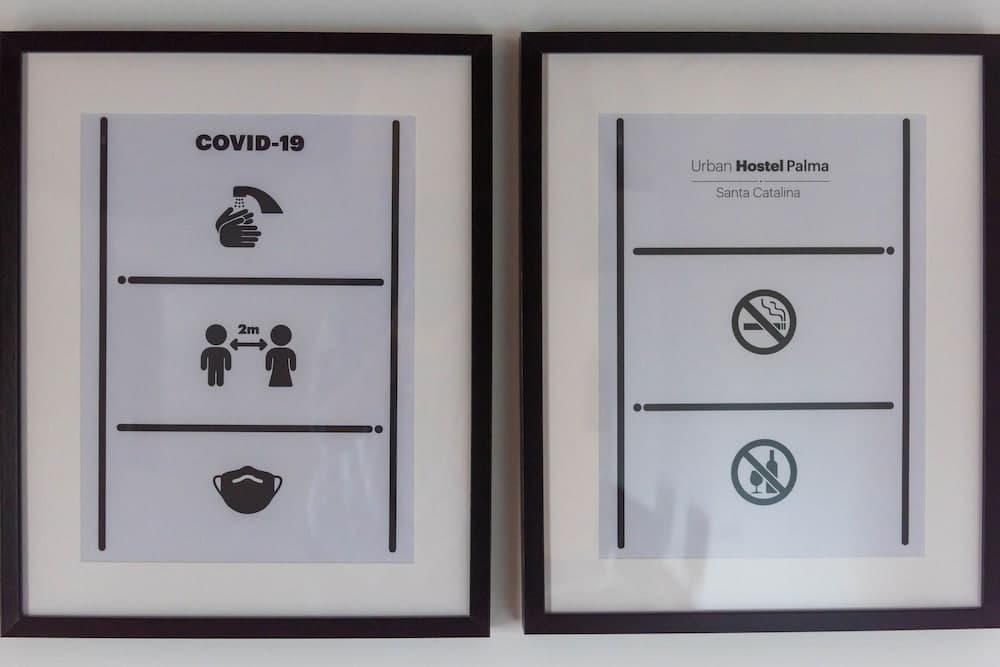 COVID-19
2m
Urban Hostel Palma
Santa Catalina